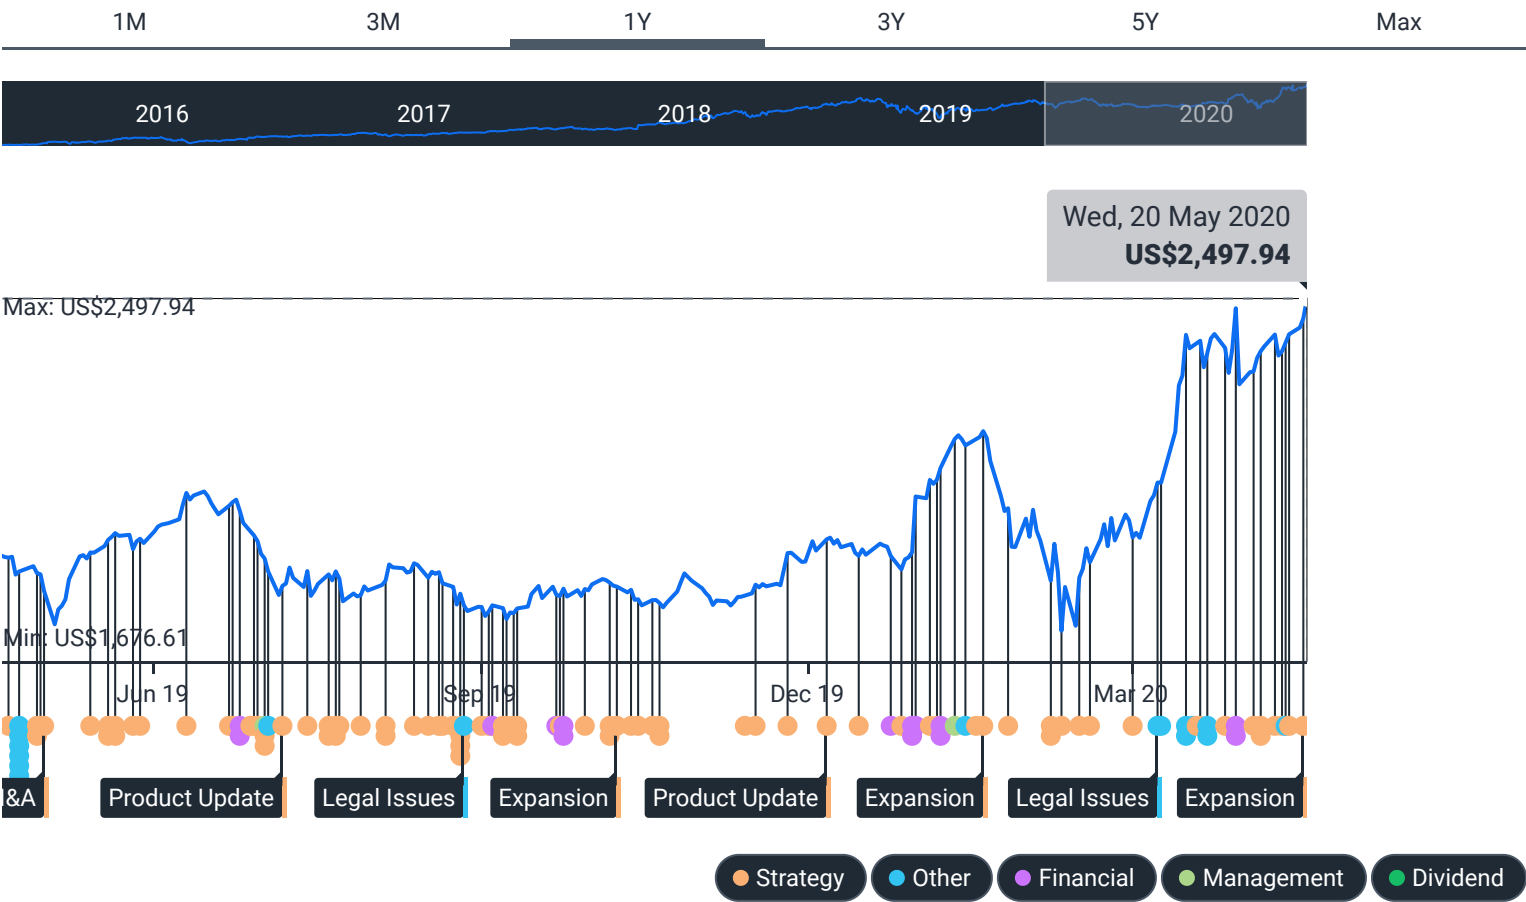 1M 3M 1Y 3Y 5Y Max
2016 2017 2018 2019 2020
Wed, 20 May 2020
US$2,497.94
Max: US$2,497.94
Min: US$1,676.61
Jun 19 Sep 19 Dec 19 Mar 20
&A Product Update Legal Issues Expansion Product Update Expansion Legal Issues Expansion
Strategy Other Financial Management Dividend